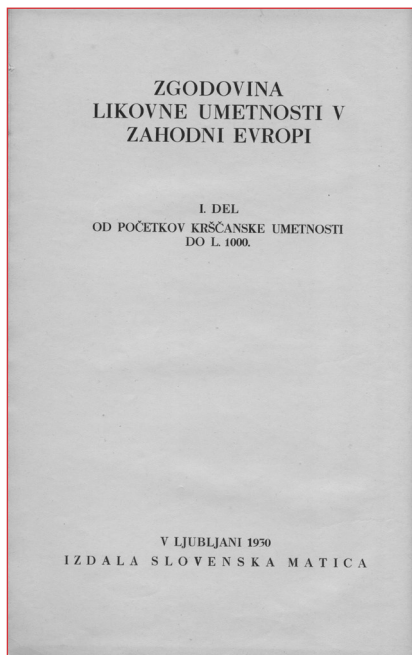 ZGODOVINA
LIKOVNE UMETNOSTI V
ZAHODNI EVROPI
I. DEL
OD POČETKOV KRŠČANSKE UMETNOSTI
DO L. 1000.
V LJUBLJANI 1930
IZDALA SLOVENSKA MATICA